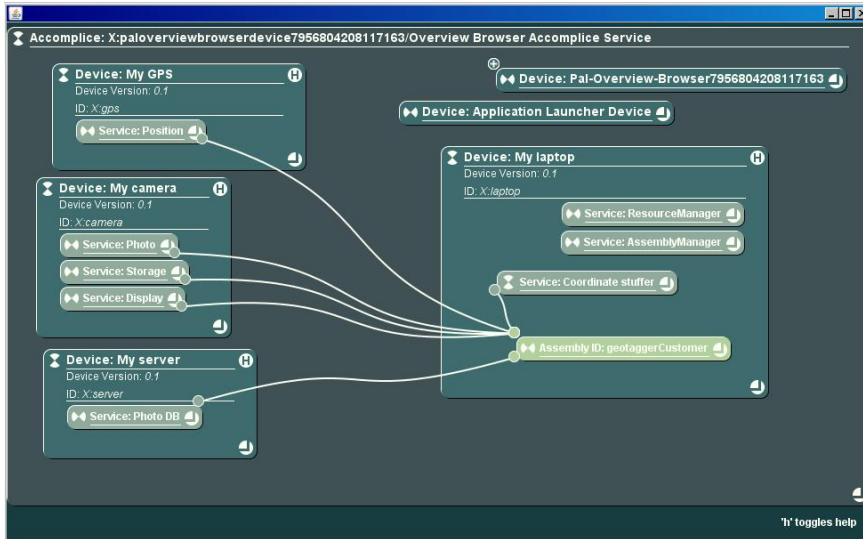 Accomplice: X:paloverviewbrowserdevice7956804208117163/Overview Browser Accomplice Service
Device: My GPS
Device Version: 0.1
ID: X:gps
Service: Position
Device: Pal-Overview-Browser7956804208117163
Device: Application Launcher Device
Device: My camera
Device Version: 0.1
ID: X:camera
Service: Photo
Service: Storage
Service: Display
Device: My laptop
Device Version: 0.1
ID: X:laptop
Service: ResourceManager
Service: AssemblyManager
Service: Coordinate stuffer
Assembly ID: geotaggerCustomer
Device: My server
Device Version: 0.1
ID: X:server
Service: Photo DB
'h' toggles help